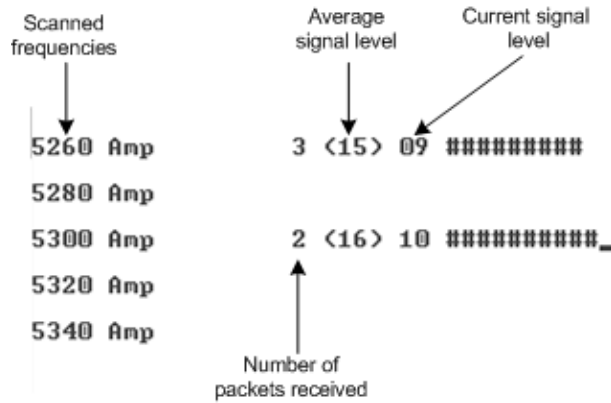 Scanned
frequencies
Average
signal level
Current signal
level
5260 Amp 3 <15> 09 #########
5280 Amp
5300 Amp 2 <16> 10 ##########_
5320 Amp
5340 Amp
Number of
packets received